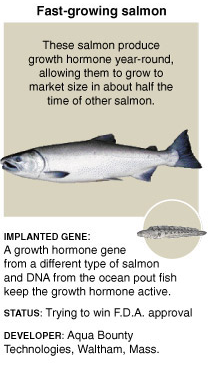 Fast-growing salmon
These salmon produce
growth hormone year-round,
allowing them to grow to
market size in about half the
time of other salmon.
IMPLANTED GENE:
A growth hormone gene
from a different type of salmon
and DNA from the ocean pout fish
keep the growth hormone active.
STATUS: Trying to win F.D.A. approval
DEVELOPER: Aqua Bounty
Technologies, Waltham, Mass.